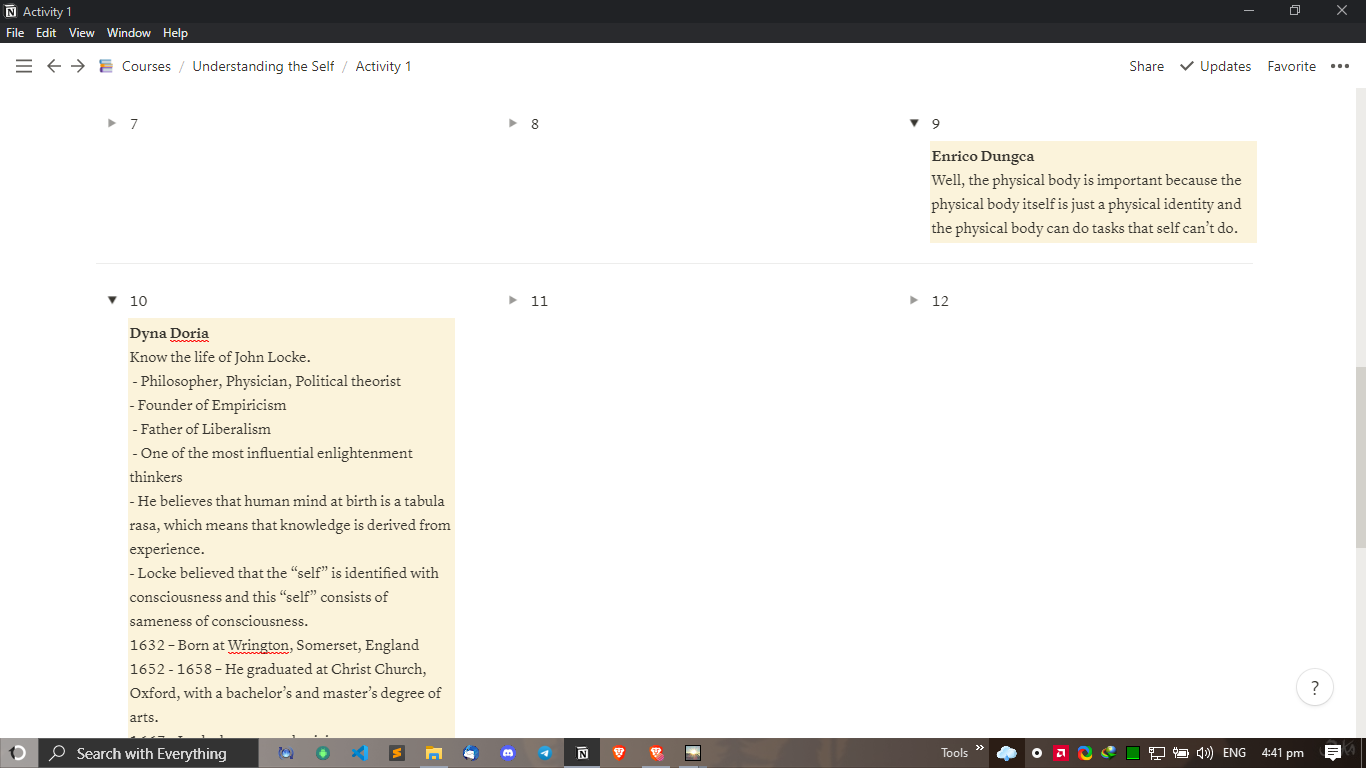 Activity 1
File Edit View Window Help
Courses / Understanding the Self / Activity 1
Share Updates Favorite
7
8
9
Enrico Dungca
Well, the physical body is important because the
physical body itself is just a physical identity and
the physical body can do tasks that self can’t do.
10
11
12
Dyna Doria
Know the life of John Locke.
- Philosopher, Physician, Political theorist
- Founder of Empiricism
- Father of Liberalism
- One of the most influential enlightenment
thinkers
- He believes that human mind at birth is a tabula
rasa, which means that knowledge is derived from
experience.
- Locke believed that the “self” is identified with
consciousness and this “self” consists of
sameness of consciousness.
1632 – Born at Wrington, Somerset, England
1652 - 1658 – He graduated at Christ Church,
Oxford, with a bachelor’s and master’s degree of
arts.
?
Search with Everything
Tools » ENG 4:41 pm